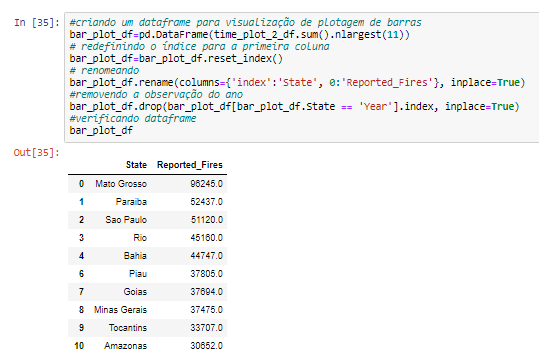 In [35]:
#criando um dataframe para visualização de plotagem de barras
bar_plot_df=pd.DataFrame(time_plot_2_df.sum().nlargest(11))
# redefinindo o índice para a primeira coluna
bar_plot_df=bar_plot_df.reset_index()
# renomeando
bar_plot_df.rename(columns={'index':'State', 0:'Reported_Fires'}, inplace=True)
#removendo a observação do ano
bar_plot_df.drop(bar_plot_df[bar_plot_df.State == 'Year'].index, inplace=True)
#verificando dataframe
bar_plot_df
Out[35]:
State Reported_Fires
0 Mato Grosso 96245.0
1 Paraiba 52437.0
2 Sao Paulo 51120.0
3 Rio 45160.0
4 Bahia 44747.0
6 Piau 37805.0
7 Goias 37694.0
8 Minas Gerais 37475.0
9 Tocantins 33707.0
10 Amazonas 30652.0